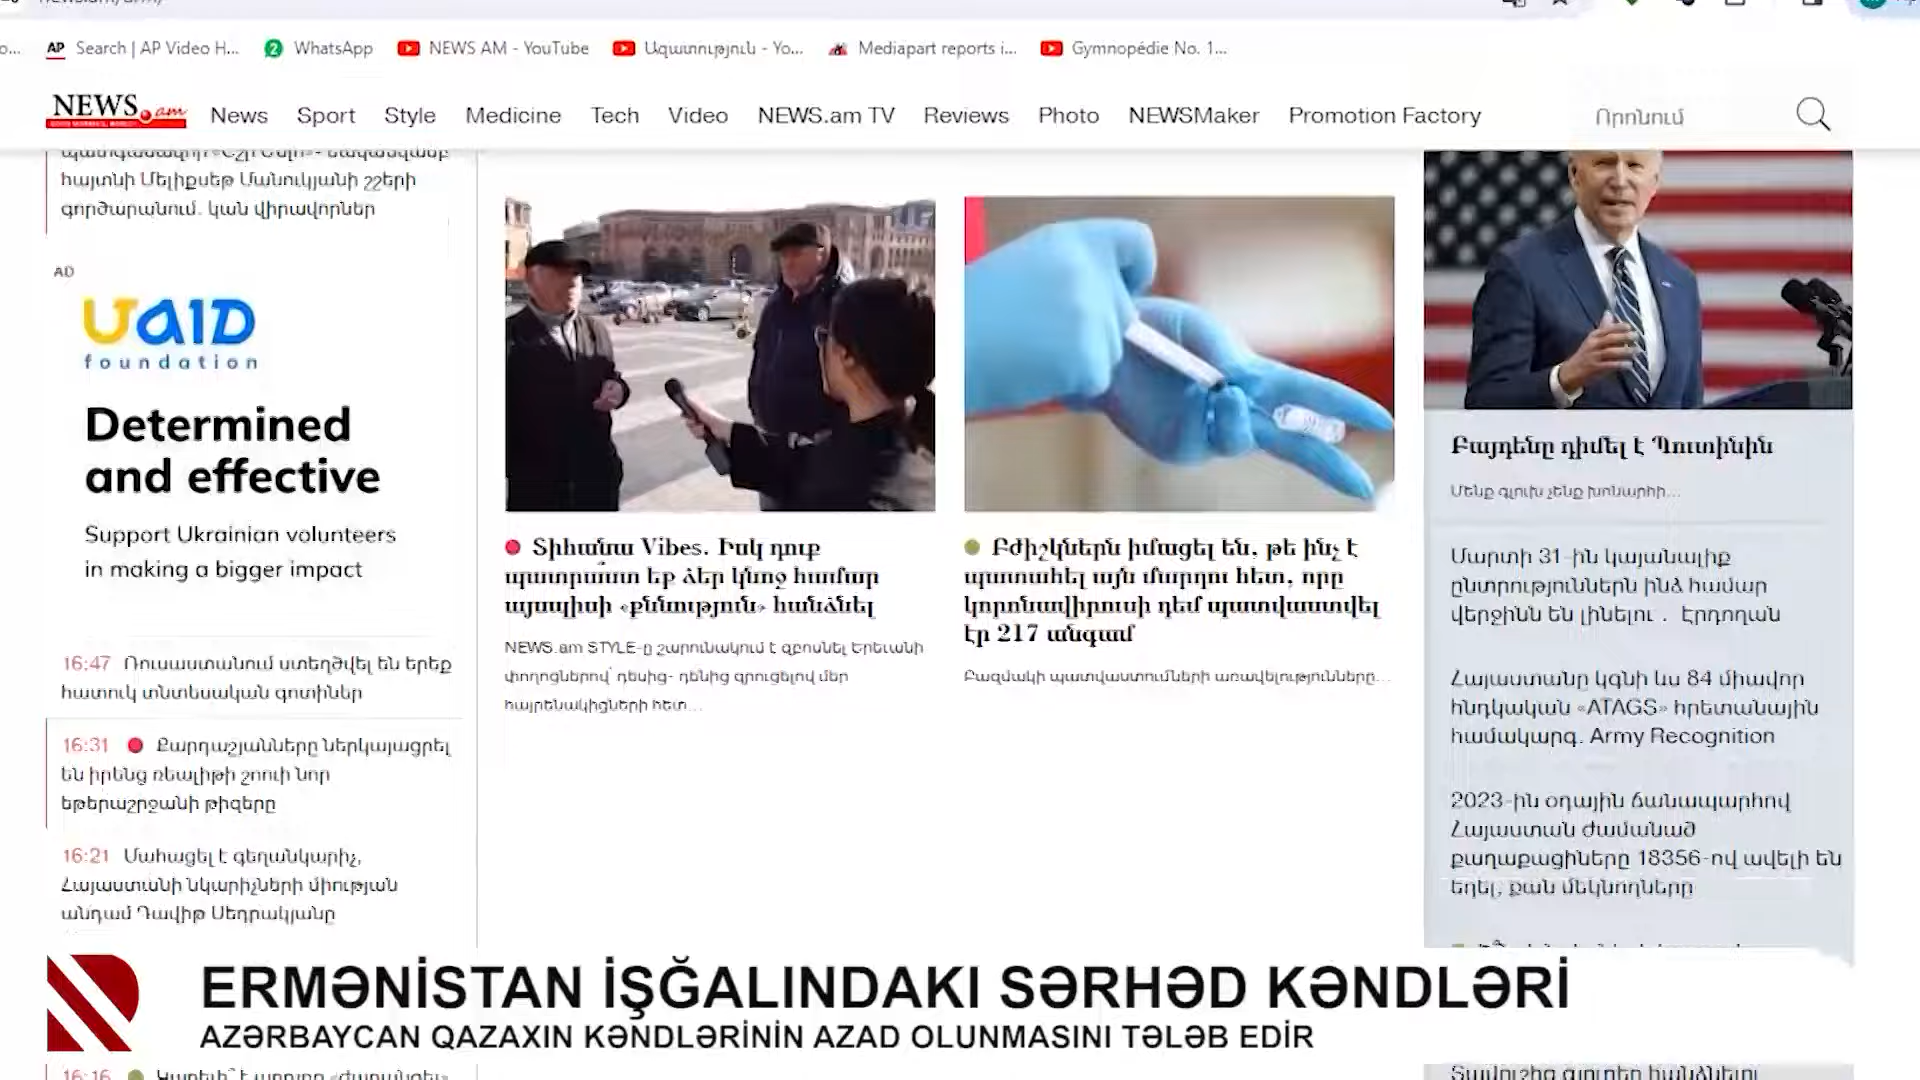 Search | AP Video H...
WhatsApp
NEWS AM - YouTube
Ազատություն - Yo...
Mediapart reports i...
Gymnopédie No. 1...
NEWS.am
News
Sport
Style
Medicine
Tech
Video
NEWS.am TV
Reviews
Photo
NEWSMaker
Promotion Factory
Որոնում
հայտնի Մելիքսեթ Մանուկյանի շշերի
գործարանում. կան վիրավորներ
AD
UAID
foundation
Determined
and effective
Support Ukrainian volunteers
in making a bigger impact
16:47 Ռուսաստանում ստեղծվել են երեք
հատուկ տնտեսական գոտիներ
16:31 Քարդաշյանները ներկայացրել
են իրենց ռեալիթի շոուի նոր
եթերաշրջանի թիզերը
16:21 Մահացել է գեղանկարիչ,
Հայաստանի նկարիչների միության
անդամ Դավիթ Սեդրակյանը
Տիհանա Vibes. Իսկ դուք
պատրա՞ստ եք ձեր կնոջ համար
այսպիսի «քննություն» հանձնել
NEWS.am STYLE-ը շարունակում է զբոսնել Երեւանի
փողոցներով՝ դեսից- դենից զրուցելով մեր
հայրենակիցների հետ...
Բժիշկներն իմացել են, թե ինչ է
պատահել այն մարդու հետ, որը
կորոնավիրուսի դեմ պատվաստվել
էր 217 անգամ
Բազմակի պատվաստումների առավելությունները...
Բայդենը դիմել է Պուտինին
Մենք գլուխ չենք խոնարհի...
Մարտի 31-ին կայանալիք
ընտրություններն ինձ համար
վերջինն են լինելու . Էրդողան
Հայաստանը կգնի ևս 84 միավոր
հնդկական «ATAGS» հրետանային
համակարգ. Army Recognition
2023-ին օդային ճանապարհով
Հայաստան ժամանած
քաղաքացիները 18356-ով ավելի են
եղել, քան մեկնողները
ERMƏNİSTAN İŞĞALINDAKI SƏRHƏD KƏNDLƏRİ
AZƏRBAYCAN QAZAXIN KƏNDLƏRİNİN AZAD OLUNMASINI TƏLƏB EDİR
16:16